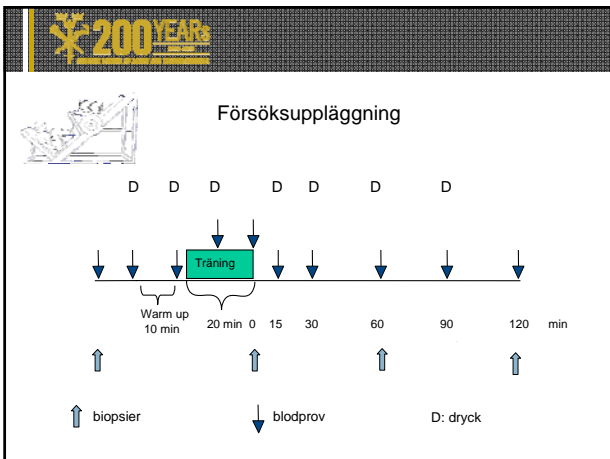 200 YEARs
Försöksuppläggning
D D D D D D D
Träning
Warm up
10 min
20 min 0 15 30 60 90 120 min
biopsier blodprov D: dryck